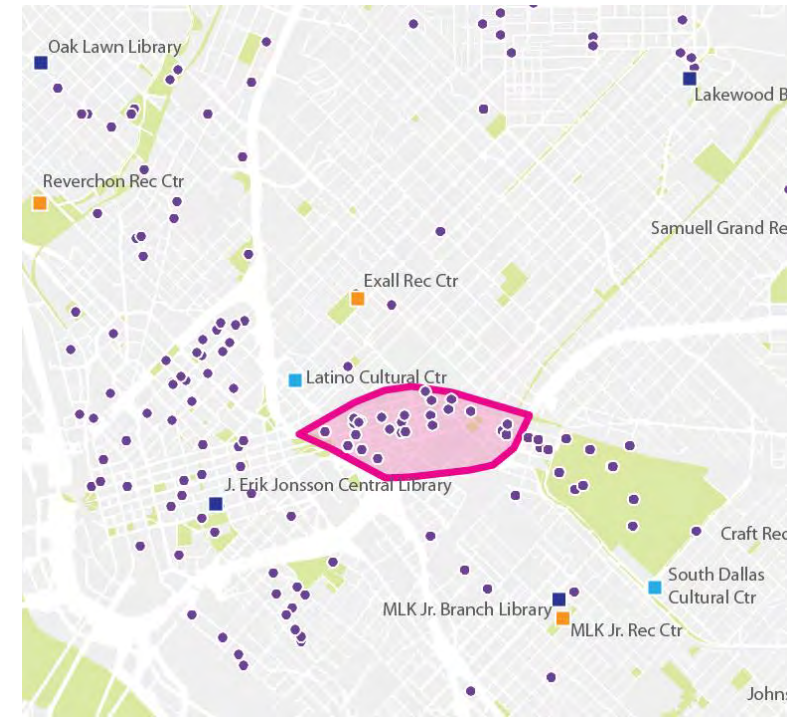 Oak Lawn Library
Lakewood B
Reverchon Rec Ctr
Samuell Grand Re
Exall Rec Ctr
Latino Cultural Ctr
J. Erik Jonsson Central Library
Craft Rec
South Dallas
Cultural Ctr
MLK Jr. Branch Library
MLK Jr. Rec Ctr
Johns